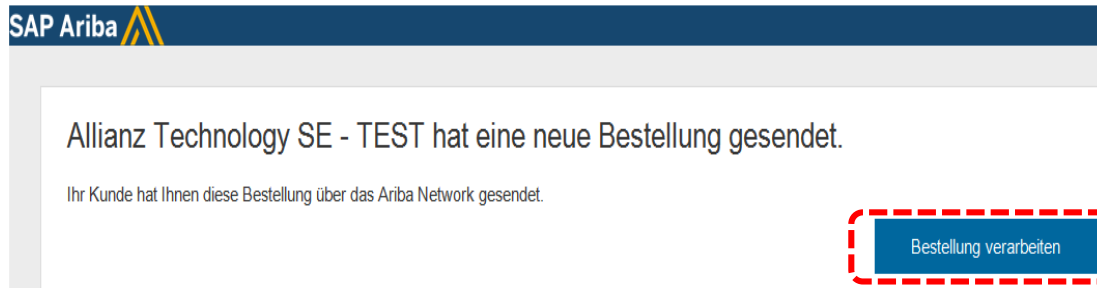 SAP Ariba
Allianz Technology SE - TEST hat eine neue Bestellung gesendet.
Ihr Kunde hat Ihnen diese Bestellung über das Ariba Network gesendet.
Bestellung verarbeiten